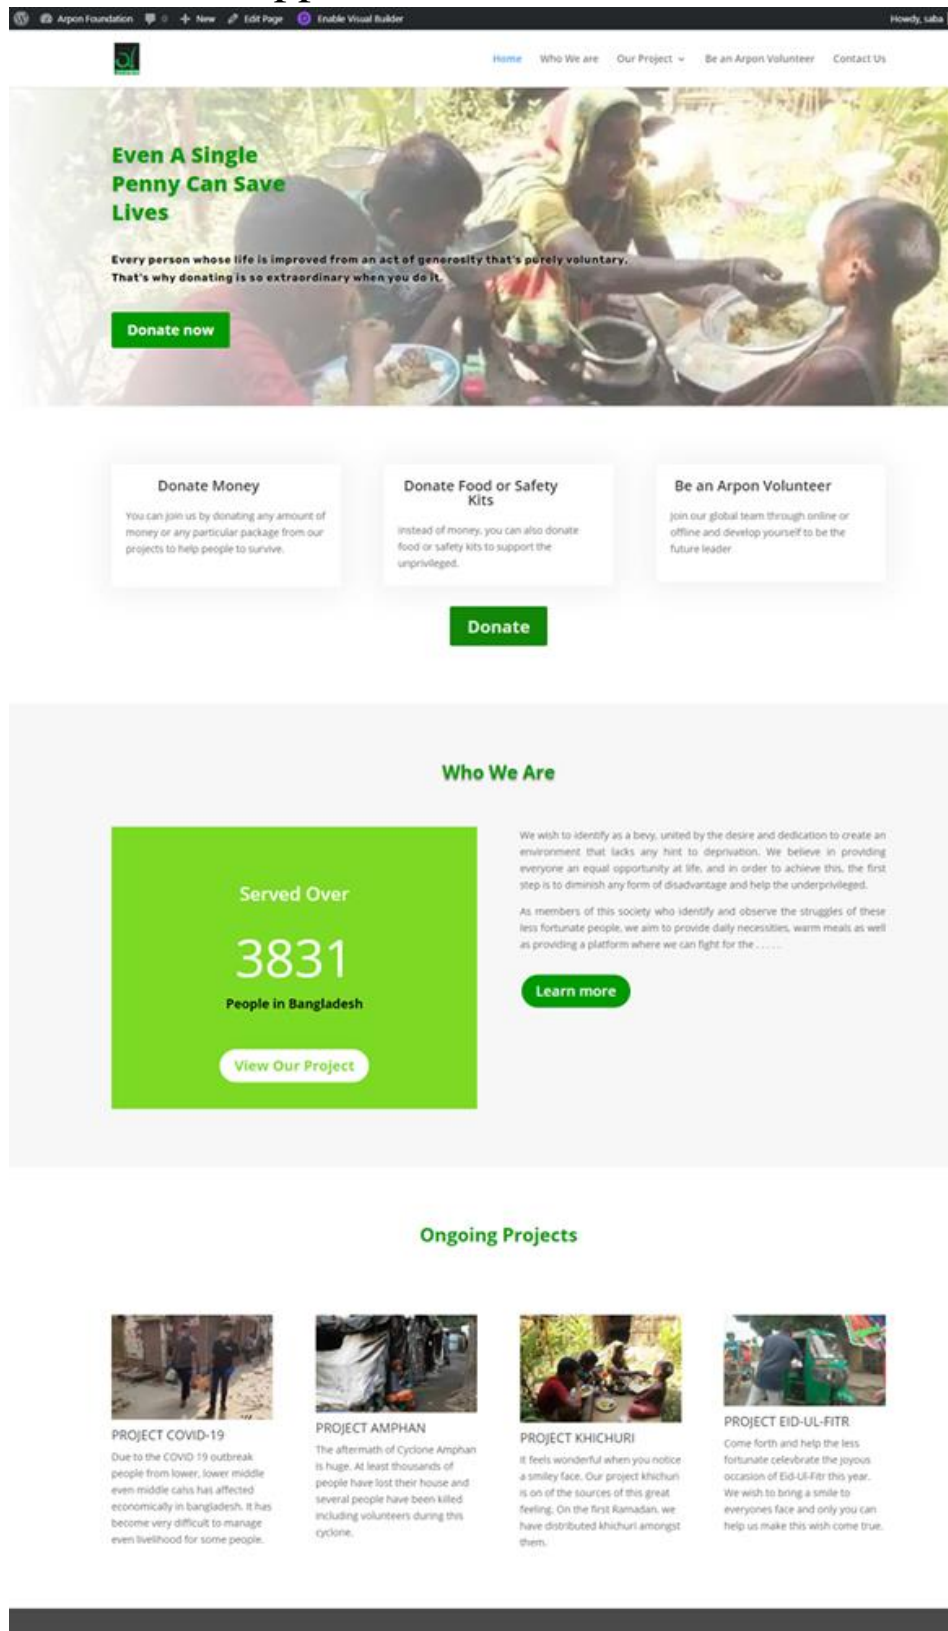 Arpon Foundation 0 + New Edit Page Enable Visual Builder Howdy, saba
Home Who We are Our Project Be an Arpon Volunteer Contact Us
Even A Single
Penny Can Save
Lives
Every person whose life is improved from an act of generosity that's purely voluntary.
That's why donating is so extraordinary when you do it.
Donate now
Donate Money
You can join us by donating any amount of
money or any particular package from our
projects to help people to survive.
Donate Food or Safety
Kits
Instead of money, you can also donate
food or safety kits to support the
unprivileged.
Be an Arpon Volunteer
Join our global team through online or
offline and develop yourself to be the
future leader
Donate
Who We Are
Served Over
3831
People in Bangladesh
View Our Project
We wish to identify as a bevy, united by the desire and dedication to create an
environment that lacks any hint to deprivation. We believe in providing
everyone an equal opportunity at life, and in order to achieve this, the first
step is to diminish any form of disadvantage and help the underprivileged.
As members of this society who identify and observe the struggles of these
less fortunate people, we aim to provide daily necessities, warm meals as well
as providing a platform where we can fight for the . . . . .
Learn more
Ongoing Projects
PROJECT COVID-19
Due to the COVID 19 outbreak
people from lower, lower middle
even middle calss has affected
economically in bangladesh. It has
become very difficult to manage
even livelihood for some people.
PROJECT AMPHAN
The aftermath of Cyclone Amphan
is huge. At least thousands of
people have lost their house and
several people have been killed
including volunteers during this
cyclone.
PROJECT KHICHURI
It feels wonderful when you notice
a smiley face. Our project khichuri
is on of the sources of this great
feeling. On the first Ramadan, we
have distributed khichuri amongst
them.
PROJECT EID-UL-FITR
Come forth and help the less
fortunate celevbrate the joyous
occasion of Eid-Ul-Fitr this year.
We wish to bring a smile to
everyones face and only you can
help us make this wish come true.